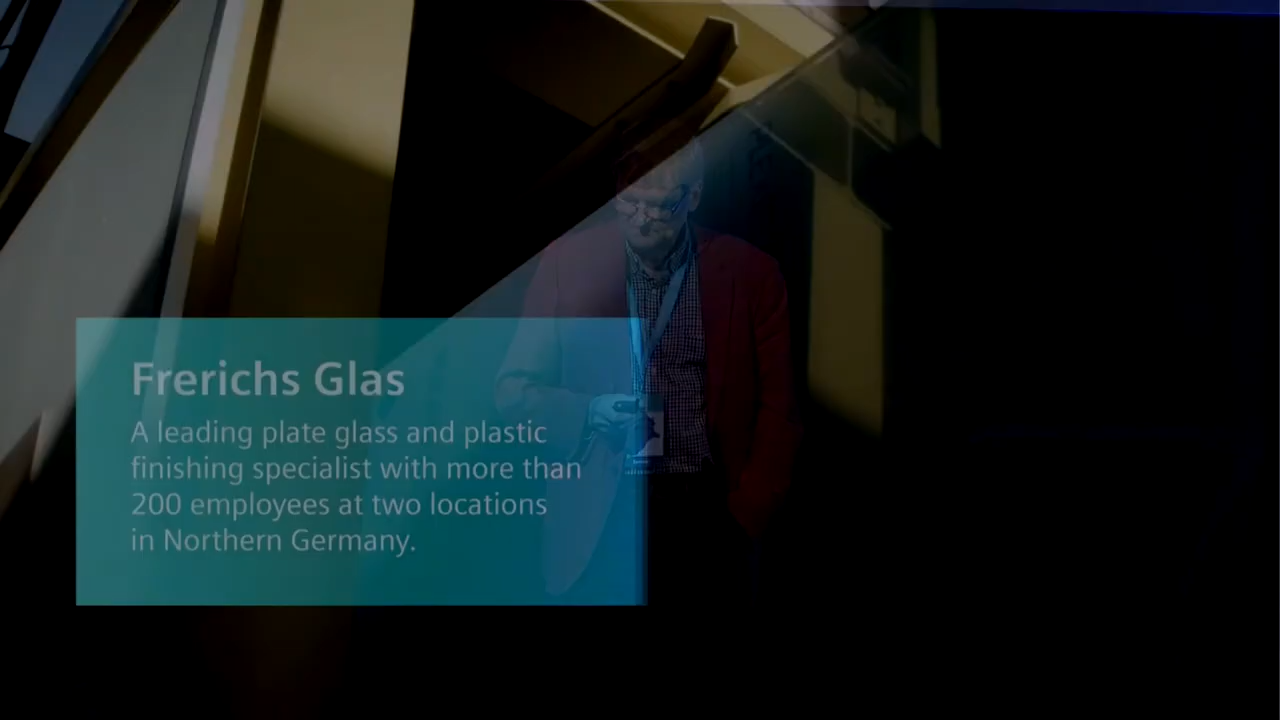 Frerichs Glas
A leading plate glass and plastic
finishing specialist with more than
200 employees at two locations
in Northern Germany.